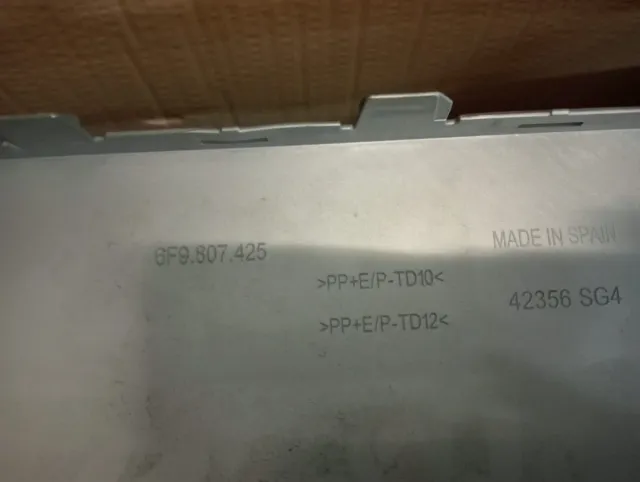 6F9.807.425
MADE IN SPAIN
>PP+E/P-TD10<
42356 SG4
>PP+E/P-TD12<